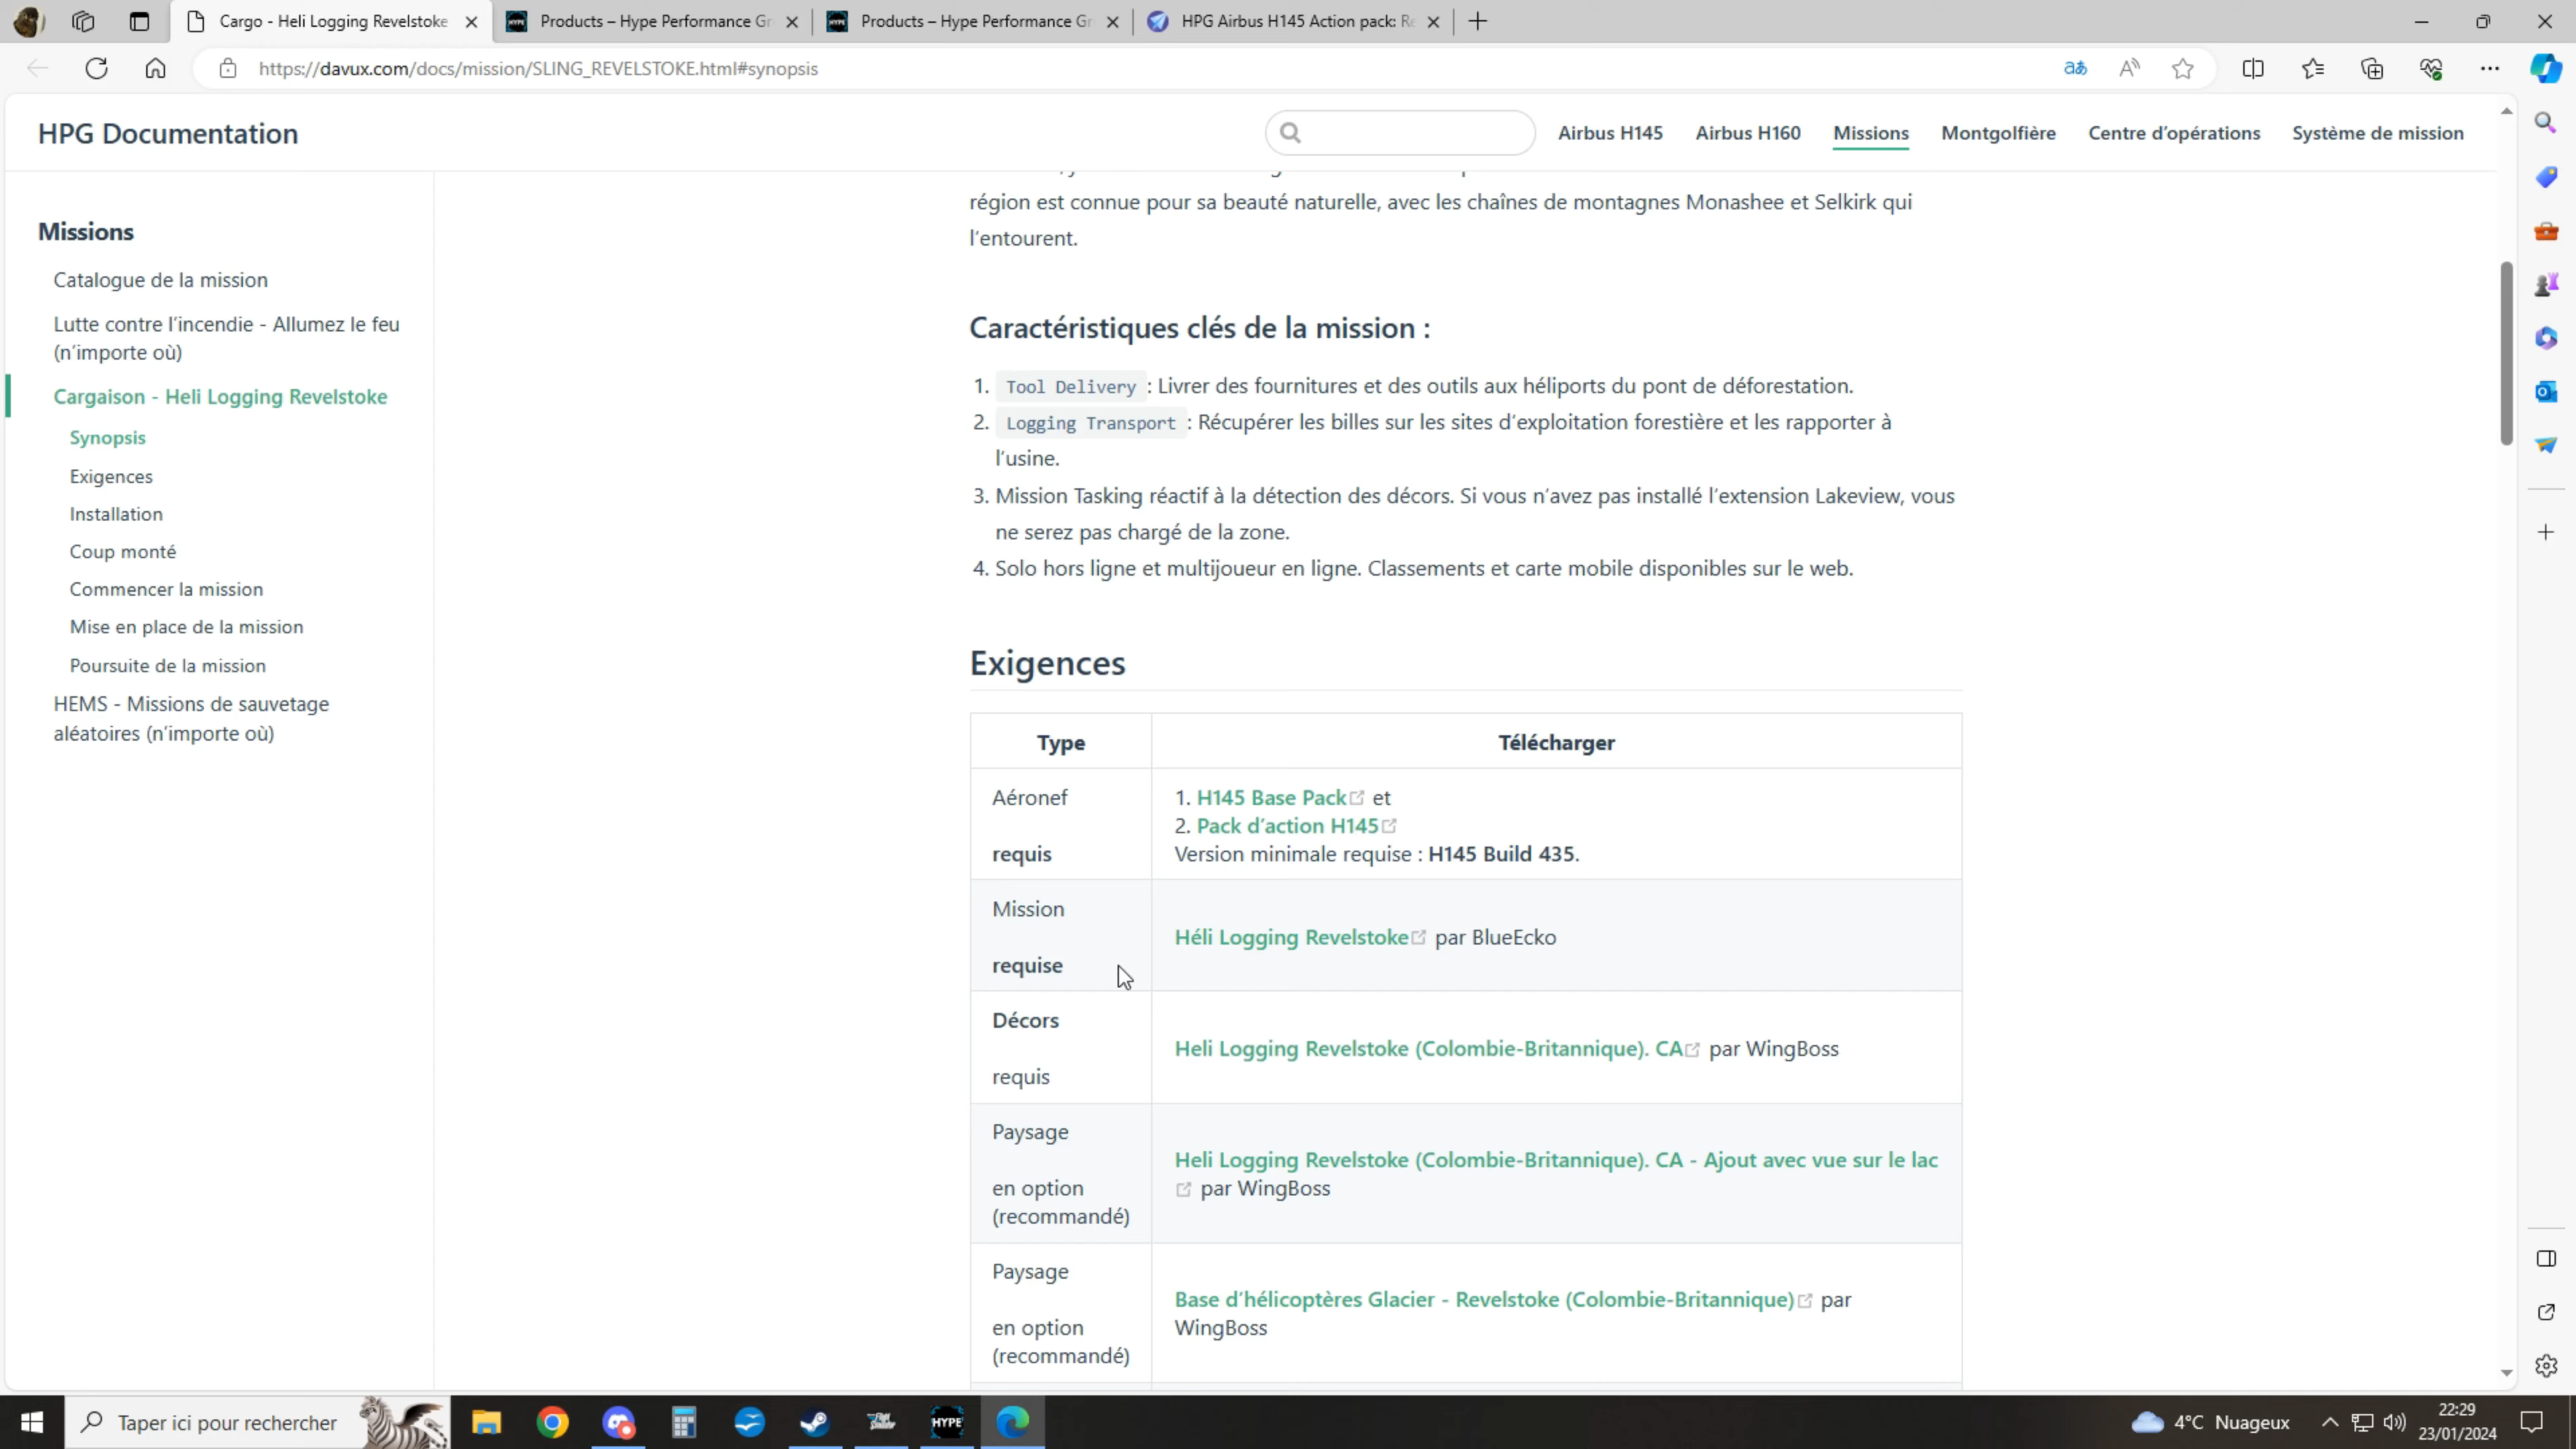 Cargo - Heli Logging Revelstoke
Products – Hype Performance Gr
Products – Hype Performance Gr
HPG Airbus H145 Action pack: Re
https://davux.com/docs/mission/SLING_REVELSTOKE.html#synopsis
HPG Documentation
Airbus H145
Airbus H160
Missions
Montgolfière
Centre d'opérations
Système de mission
Missions
Catalogue de la mission
Lutte contre l'incendie - Allumez le feu
(n'importe où)
Cargaison - Heli Logging Revelstoke
Synopsis
Exigences
Installation
Coup monté
Commencer la mission
Mise en place de la mission
Poursuite de la mission
HEMS - Missions de sauvetage
aléatoires (n'importe où)
région est connue pour sa beauté naturelle, avec les chaînes de montagnes Monashee et Selkirk qui
l'entourent.
Caractéristiques clés de la mission :
1. Tool Delivery : Livrer des fournitures et des outils aux héliports du pont de déforestation.
2. Logging Transport : Récupérer les billes sur les sites d'exploitation forestière et les rapporter à
l'usine.
3. Mission Tasking réactif à la détection des décors. Si vous n'avez pas installé l'extension Lakeview, vous
ne serez pas chargé de la zone.
4. Solo hors ligne et multijoueur en ligne. Classements et carte mobile disponibles sur le web.
Exigences
Type
Télécharger
Aéronef
requis
1. H145 Base Pack et
2. Pack d'action H145
Version minimale requise : H145 Build 435.
Mission
requise
Héli Logging Revelstoke par BlueEcko
Décors
requis
Heli Logging Revelstoke (Colombie-Britannique). CA par WingBoss
Paysage
en option
(recommandé)
Heli Logging Revelstoke (Colombie-Britannique). CA - Ajout avec vue sur le lac
par WingBoss
Paysage
en option
(recommandé)
Base d'hélicoptères Glacier - Revelstoke (Colombie-Britannique) par
WingBoss
Taper ici pour rechercher
HYPE
4°C Nuageux
22:29
23/01/2024